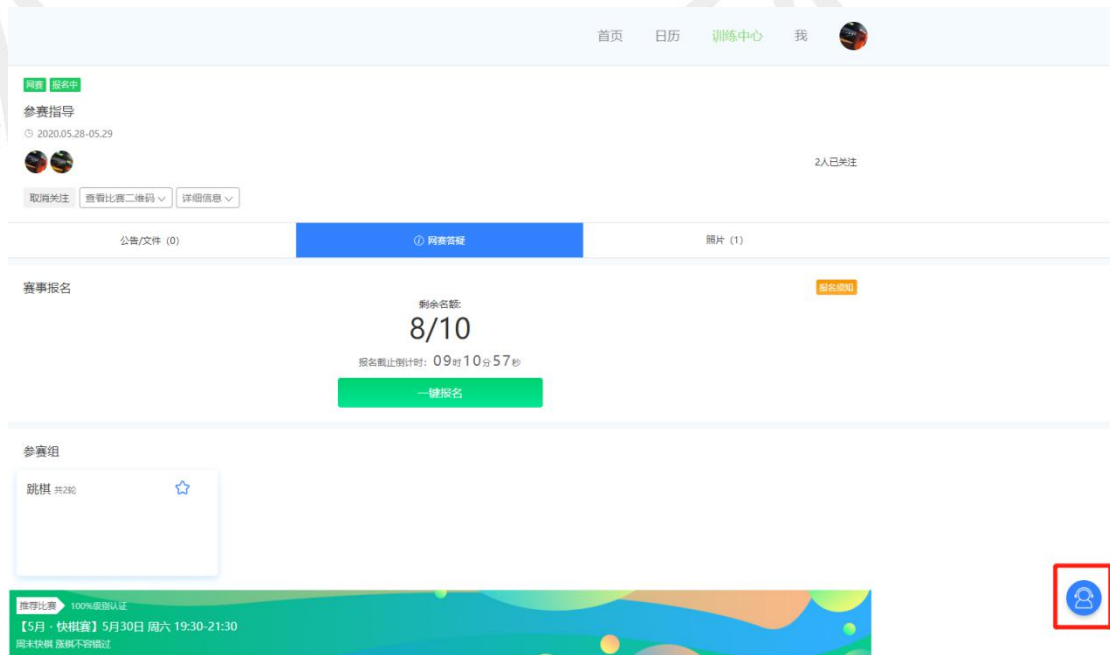 首页 日历 训练中心 我
网赛 报名中
参赛指导
2020.05.28-05.29
2人已关注
取消关注 查看比赛二维码 详细信息
公告/文件 (0) 网赛答疑 照片 (1)
赛事报名 报名须知
剩余名额:
8/10
报名截止倒计时: 09时10分57秒
一键报名
参赛组
跳棋 共2轮
推荐比赛 100%级别认证
【5月 · 快棋赛】5月30日 周六 19:30-21:30
周末快棋 涨棋不容错过